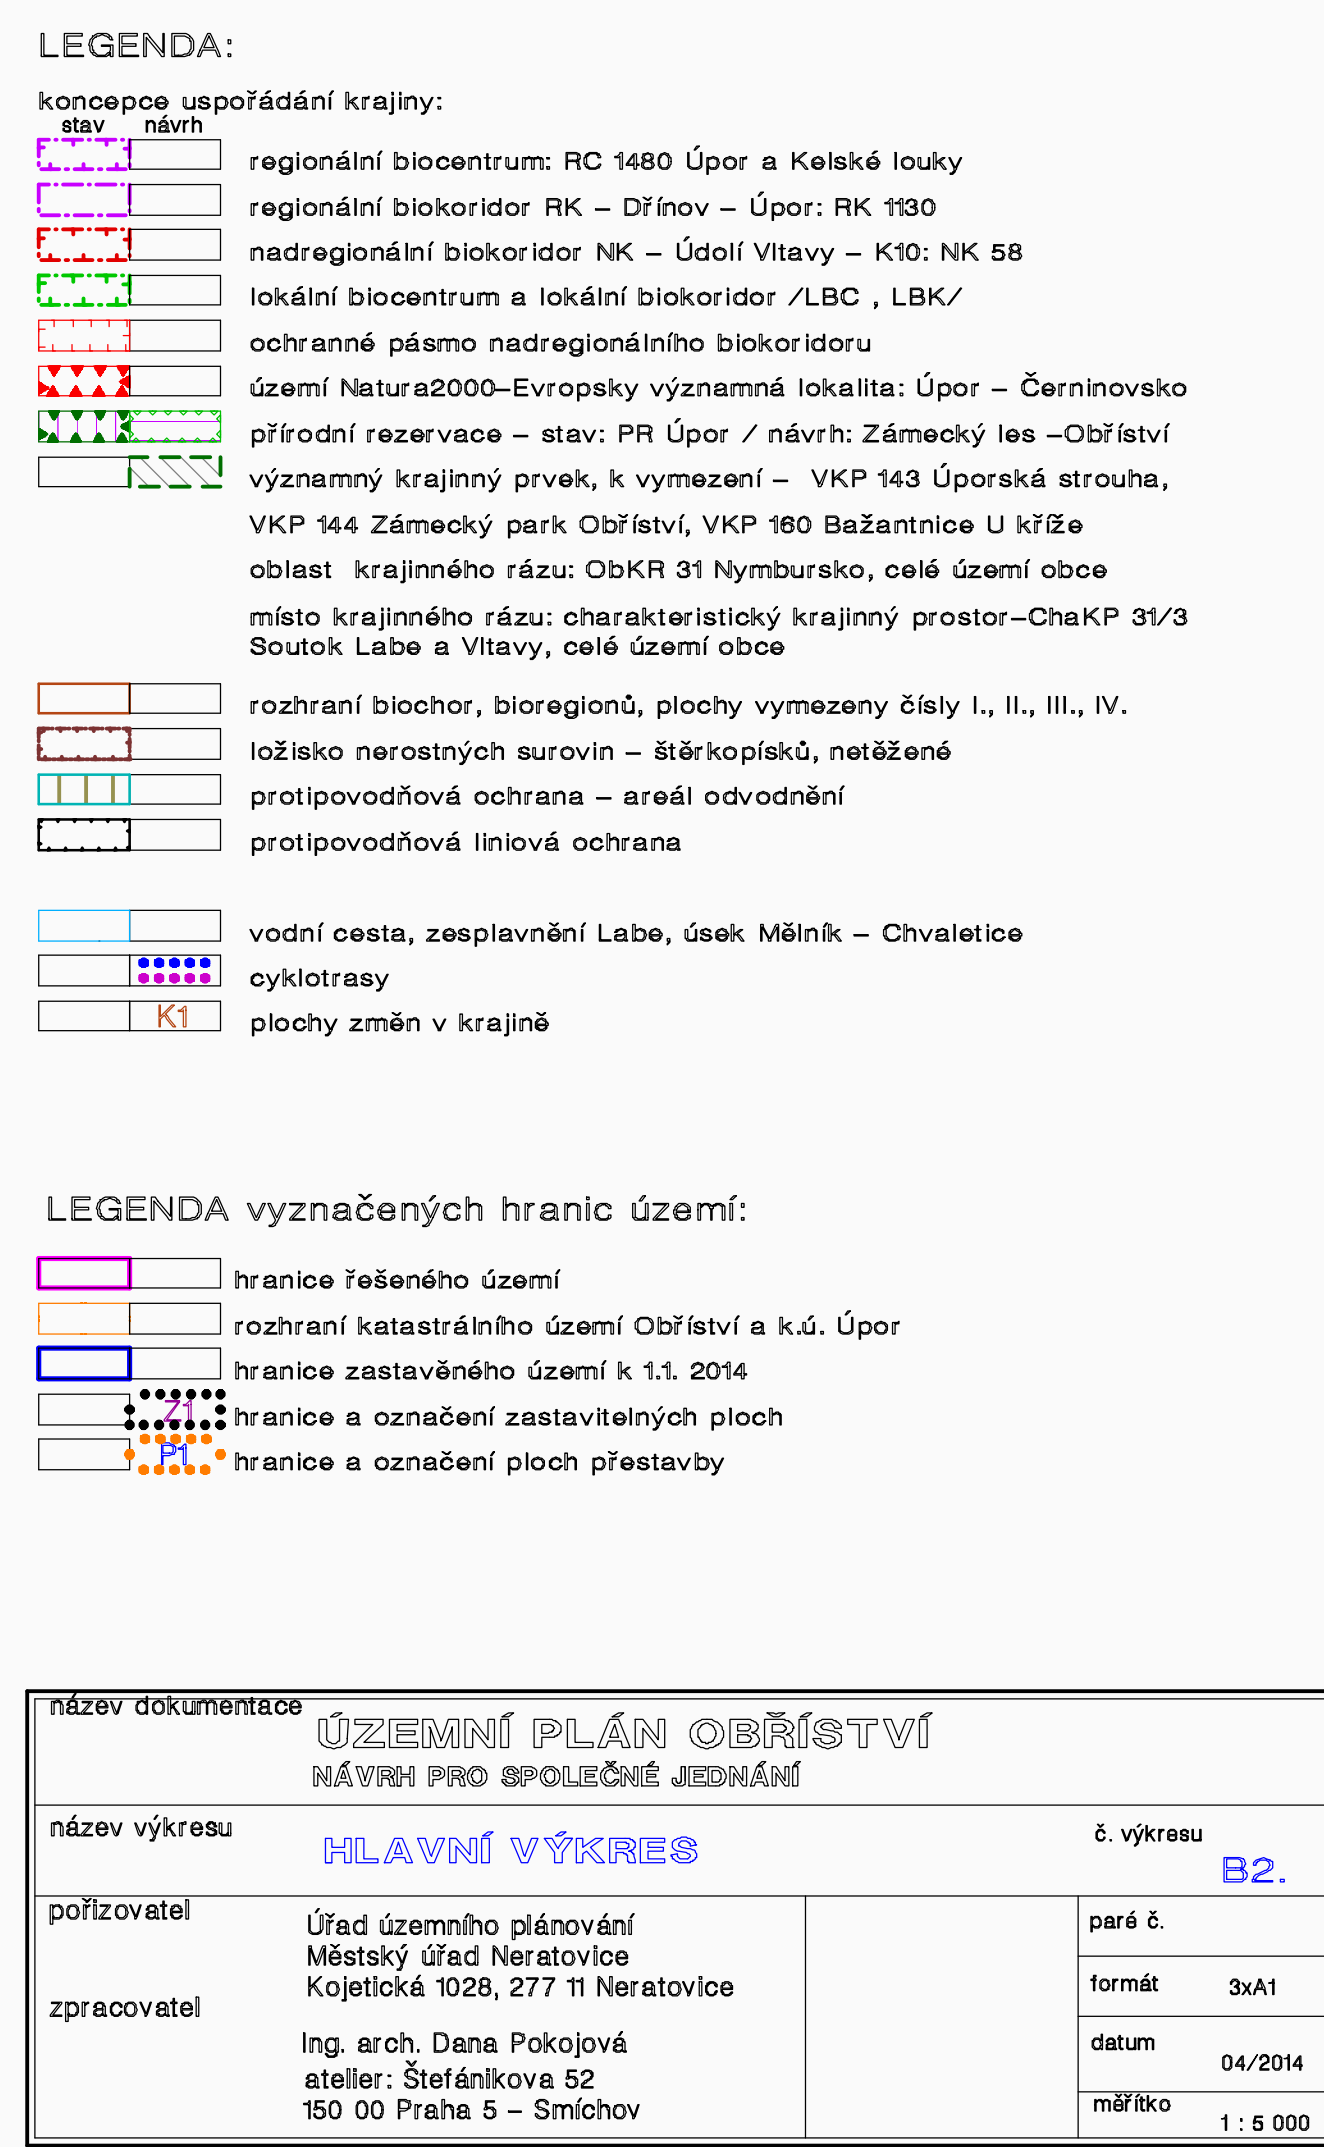 LEGENDA:
koncepce uspořádání krajiny:
stav návrh
regionální biocentrum: RC 1480 Úpor a Kelské louky
regionální biokoridor RK – Dřínov – Úpor: RK 1130
nadregionální biokoridor NK – Údolí Vltavy – K10: NK 58
lokální biocentrum a lokální biokoridor /LBC , LBK/
ochranné pásmo nadregionálního biokoridoru
území Natura2000–Evropsky významná lokalita: Úpor – Černinovsko
přírodní rezervace – stav: PR Úpor / návrh: Zámecký les –Obříství
významný krajinný prvek, k vymezení – VKP 143 Úporská strouha,
VKP 144 Zámecký park Obříství, VKP 160 Bažantnice U kříže
oblast krajinného rázu: ObKR 31 Nymbursko, celé území obce
místo krajinného rázu: charakteristický krajinný prostor–ChaKP 31/3
Soutok Labe a Vltavy, celé území obce
rozhraní biochor, bioregionů, plochy vymezeny čísly I., II., III., IV.
ložisko nerostných surovin – štěrkopísků, netěžené
protipovodňová ochrana – areál odvodnění
protipovodňová liniová ochrana
vodní cesta, zesplavnění Labe, úsek Mělník – Chvaletice
cyklotrasy
K1 plochy změn v krajině
LEGENDA vyznačených hranic území:
hranice řešeného území
rozhraní katastrálního území Obříství a k.ú. Úpor
hranice zastavěného území k 1.1. 2014
Z1 hranice a označení zastavitelných ploch
P1 hranice a označení ploch přestavby
název dokumentace
ÚZEMNÍ PLÁN OBŘÍSTVÍ
NÁVRH PRO SPOLEČNÉ JEDNÁNÍ
název výkresu
HLAVNÍ VÝKRES
č. výkresu
B2.
pořizovatel
Úřad územního plánování
Městský úřad Neratovice
Kojetická 1028, 277 11 Neratovice
zpracovatel
Ing. arch. Dana Pokojová
atelier: Štefánikova 52
150 00 Praha 5 – Smíchov
paré č.
formát 3xA1
datum
04/2014
měřítko
1 : 5 000